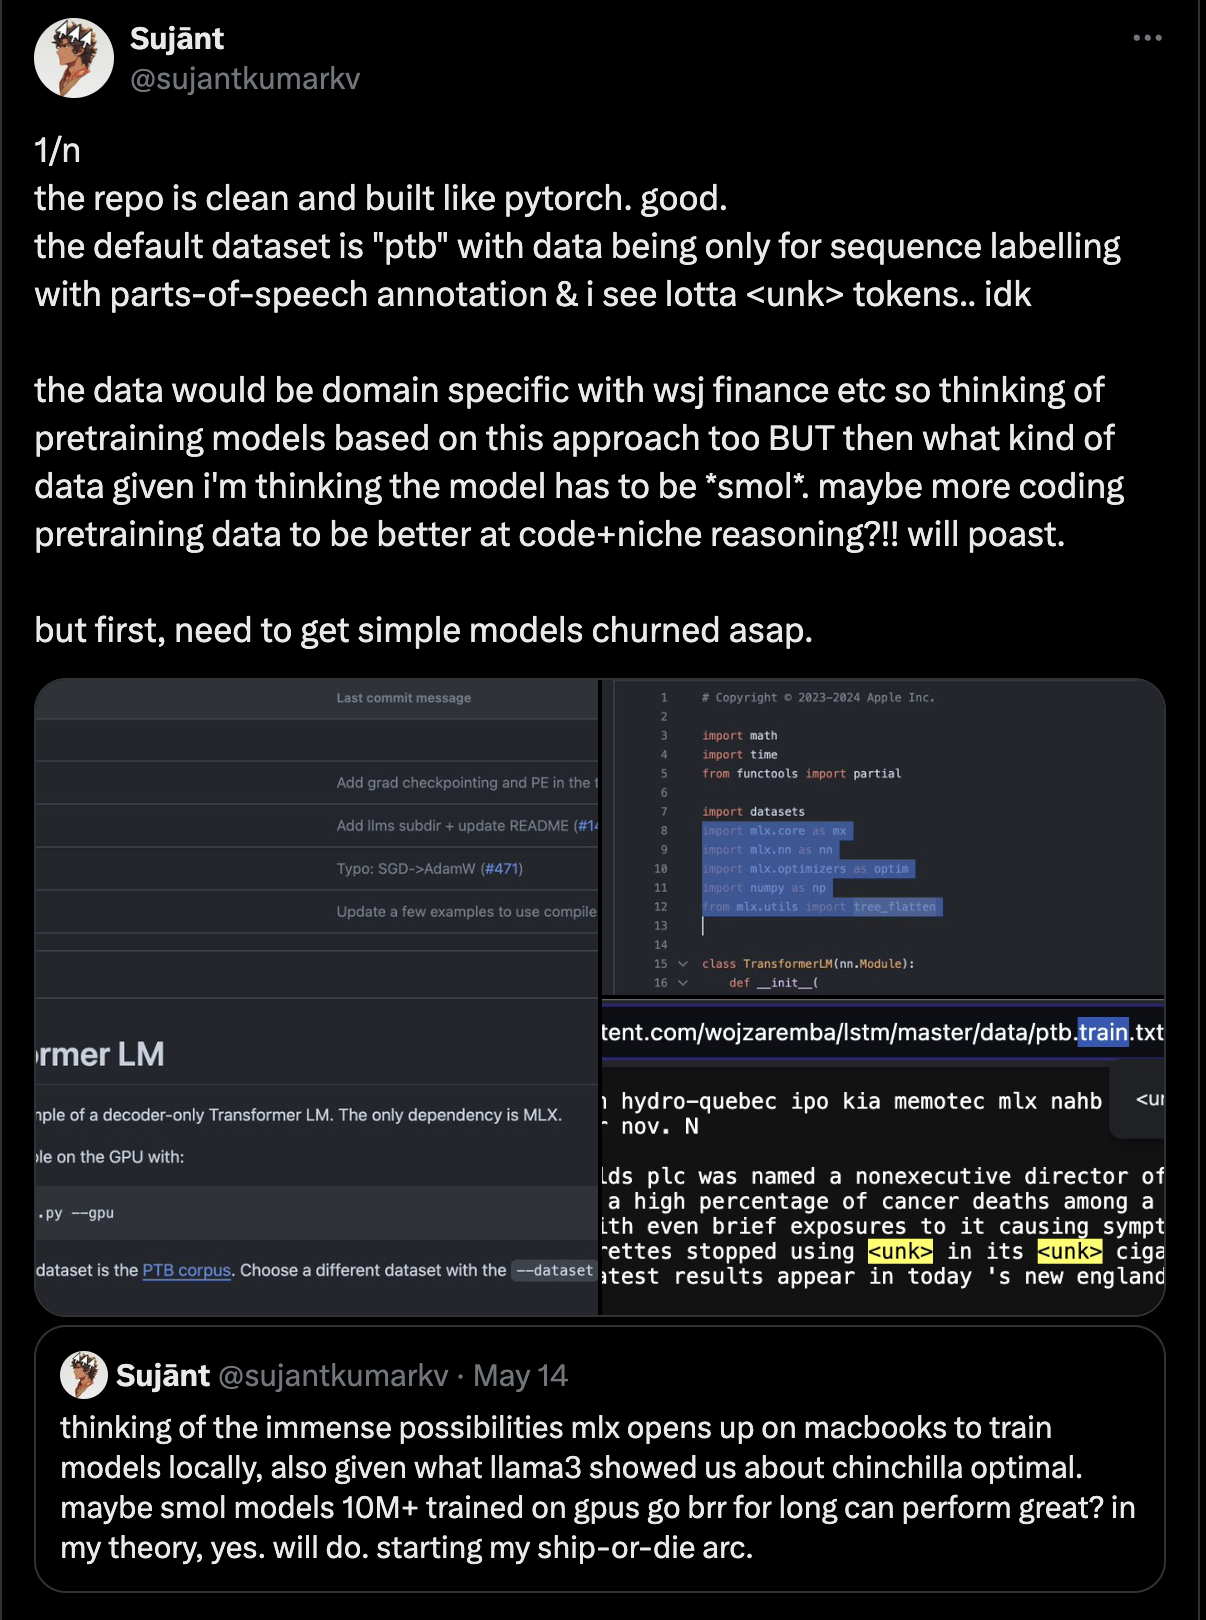 Sujānt
@sujantkumarkv
1/n
the repo is clean and built like pytorch. good.
the default dataset is "ptb" with data being only for sequence labelling
with parts-of-speech annotation & i see lotta <unk> tokens.. idk
the data would be domain specific with wsj finance etc so thinking of
pretraining models based on this approach too BUT then what kind of
data given i'm thinking the model has to be *smol*. maybe more coding
pretraining data to be better at code+niche reasoning?!! will poast.
but first, need to get simple models churned asap.
Last commit message
Add grad checkpointing and PE in the t
Add llms subdir + update README (#14
Typo: SGD->AdamW (#471)
Update a few examples to use compile
rmer LM
ple of a decoder-only Transformer LM. The only dependency is MLX.
ple on the GPU with:
.py --gpu
dataset is the PTB corpus. Choose a different dataset with the --dataset
1 # Copyright © 2023-2024 Apple Inc.
2
3 import math
4 import time
5 from functools import partial
6
7 import datasets
8 import mlx.core as mx
9 import mlx.nn as nn
10 import mlx.optimizers as optim
11 import numpy as np
12 from mlx.utils import tree_flatten
13
14
15 class TransformerLM(nn.Module):
16 def __init__(
tent.com/wojzaremba/lstm/master/data/ptb.train.txt
hydro-quebec ipo kia memotec mlx nahb
nov. N
<un
lds plc was named a nonexecutive director of
a high percentage of cancer deaths among a
ith even brief exposures to it causing sympt
rettes stopped using <unk> in its <unk> ciga
atest results appear in today 's new england
Sujānt @sujantkumarkv · May 14
thinking of the immense possibilities mlx opens up on macbooks to train
models locally, also given what llama3 showed us about chinchilla optimal.
maybe smol models 10M+ trained on gpus go brr for long can perform great? in
my theory, yes. will do. starting my ship-or-die arc.